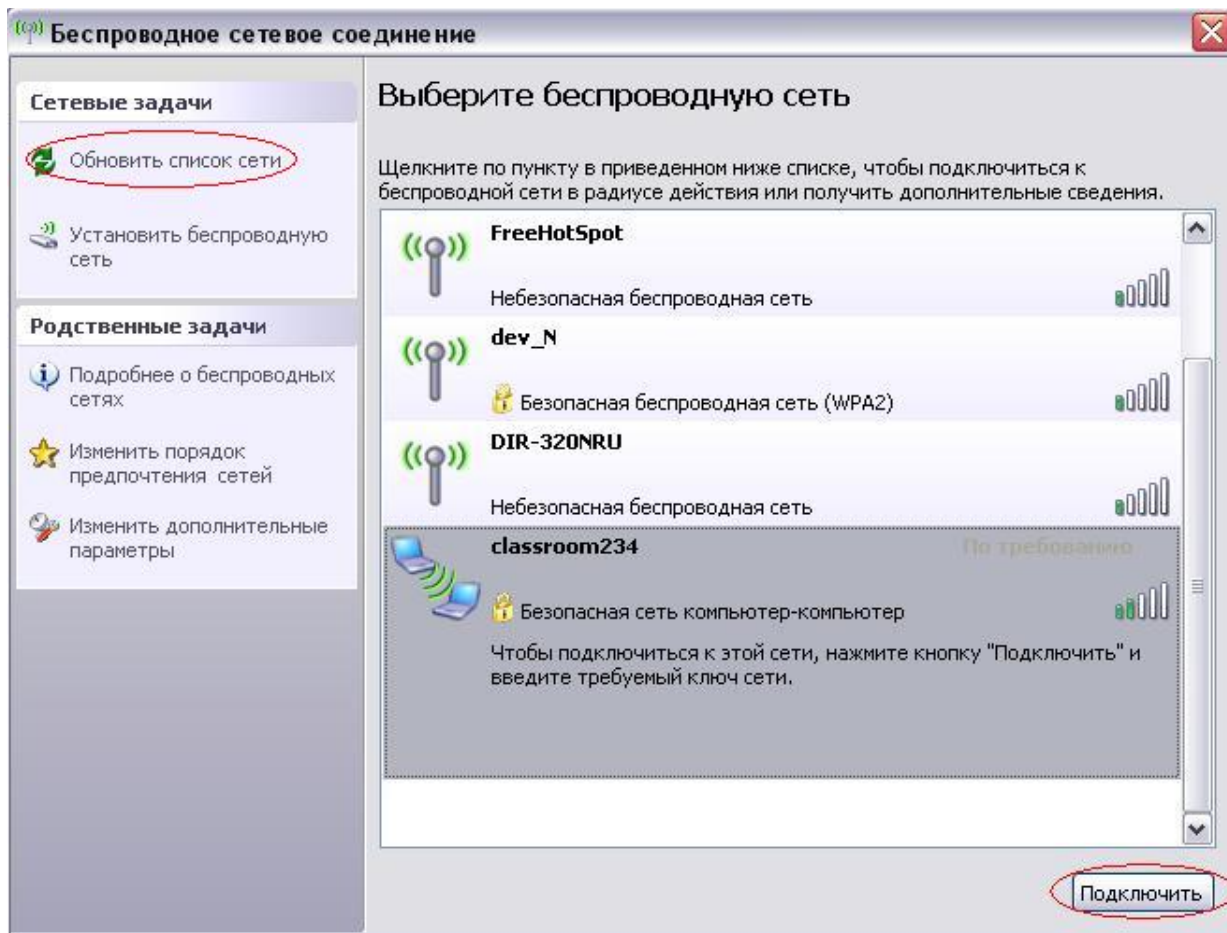 Беспроводное сетевое соединение
Сетевые задачи
Обновить список сети
Установить беспроводную
сеть
Родственные задачи
Подробнее о беспроводных
сетях
Изменить порядок
предпочтения сетей
Изменить дополнительные
параметры
Выберите беспроводную сеть
Щелкните по пункту в приведенном ниже списке, чтобы подключиться к
беспроводной сети в радиусе действия или получить дополнительные сведения.
FreeHotSpot
Небезопасная беспроводная сеть
dev_N
Безопасная беспроводная сеть (WPA2)
DIR-320NRU
Небезопасная беспроводная сеть
classroom234 По требованию
Безопасная сеть компьютер-компьютер
Чтобы подключиться к этой сети, нажмите кнопку "Подключить" и
введите требуемый ключ сети.
Подключить